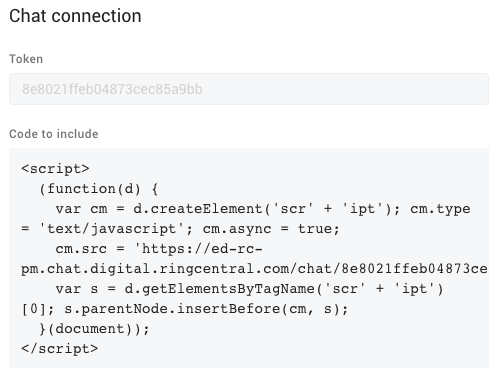 Chat connection
Token
8e8021ffeb04873cec85a9bb
Code to include
<script>
(function(d) {
var cm = d.createElement('scr' + 'ipt'); cm.type
= 'text/javascript'; cm.async = true;
cm.src = 'https://ed-rc-
pm.chat.digital.ringcentral.com/chat/8e8021ffeb04873ce
var s = d.getElementsByTagName('scr' + 'ipt')
[0]; s.parentNode.insertBefore(cm, s);
}(document));
</script>